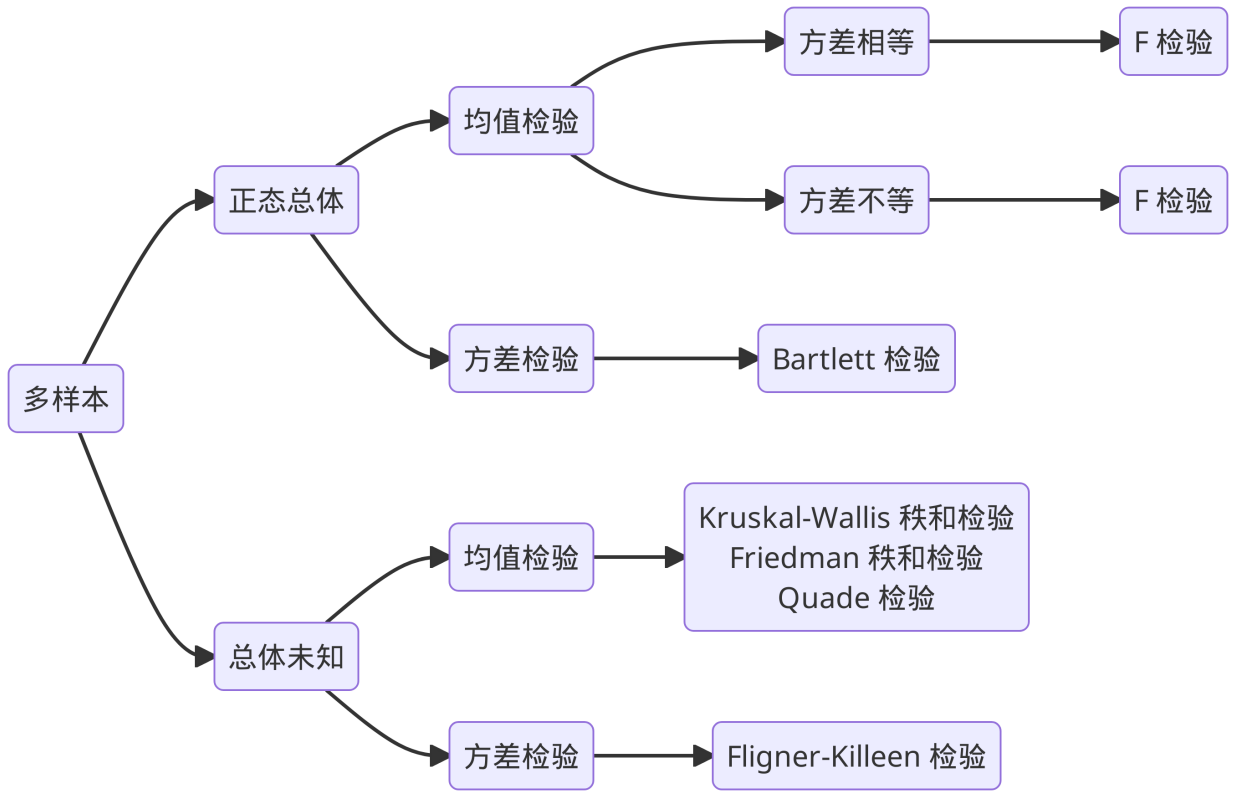 方差相等
F 检验
均值检验
正态总体
方差不等
F 检验
方差检验
Bartlett 检验
多样本
Kruskal-Wallis 秩和检验
均值检验
Friedman 秩和检验
Quade 检验
总体未知
方差检验
Fligner-Killeen 检验